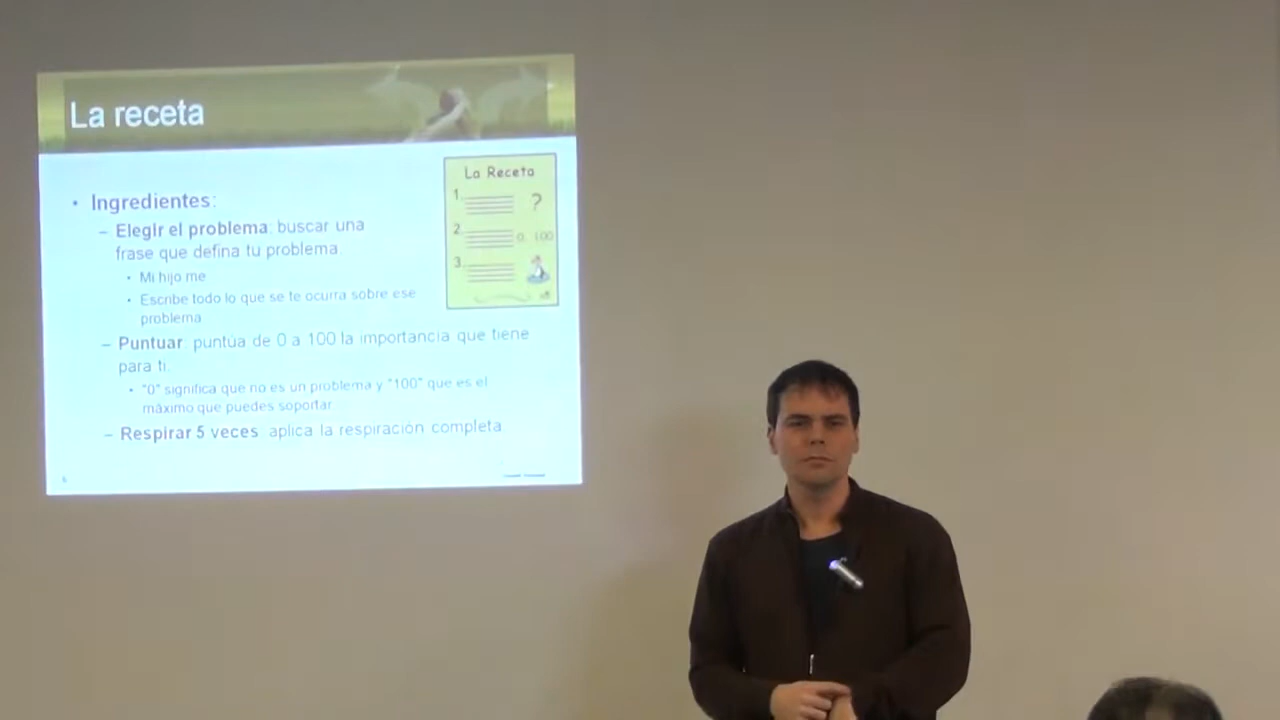 La receta
• Ingredientes:
– Elegir el problema: buscar una
frase que defina tu problema.
• Mi hijo me
• Escribe todo lo que se te ocurra sobre ese
problema
– Puntuar: puntúa de 0 a 100 la importancia que tiene
para ti.
• "0" significa que no es un problema y "100" que es el
máximo que puedes soportar
– Respirar 5 veces: aplica la respiración completa
La Receta
1. ?
2. 0 100
3.